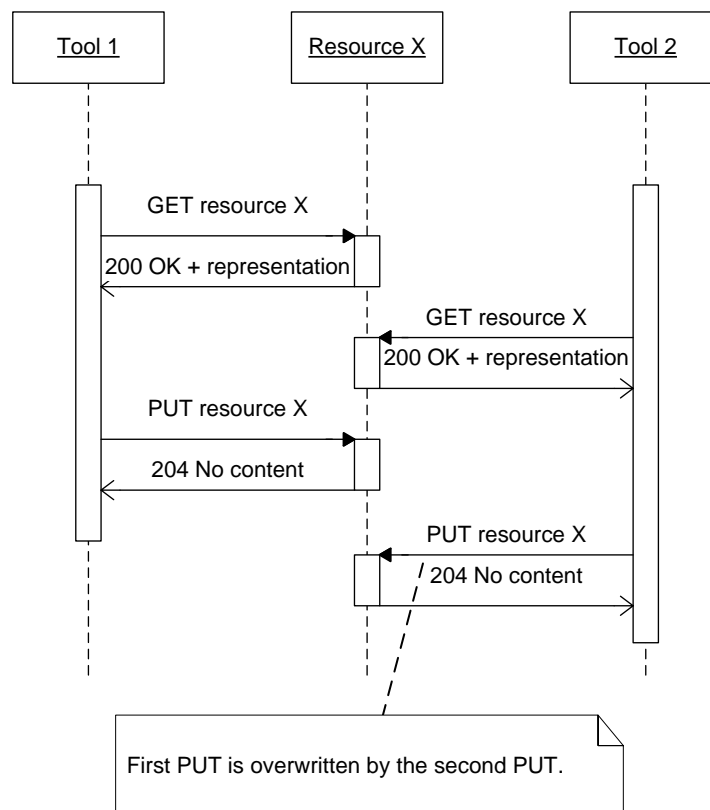 Tool 1
Resource X
Tool 2
GET resource X
200 OK + representation
GET resource X
200 OK + representation
PUT resource X
204 No content
PUT resource X
204 No content
First PUT is overwritten by the second PUT.